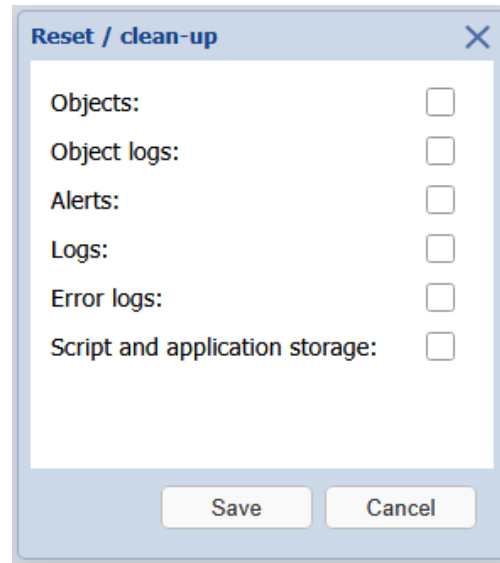 Reset / clean-up
Objects:
Object logs:
Alerts:
Logs:
Error logs:
Script and application storage:
Save Cancel